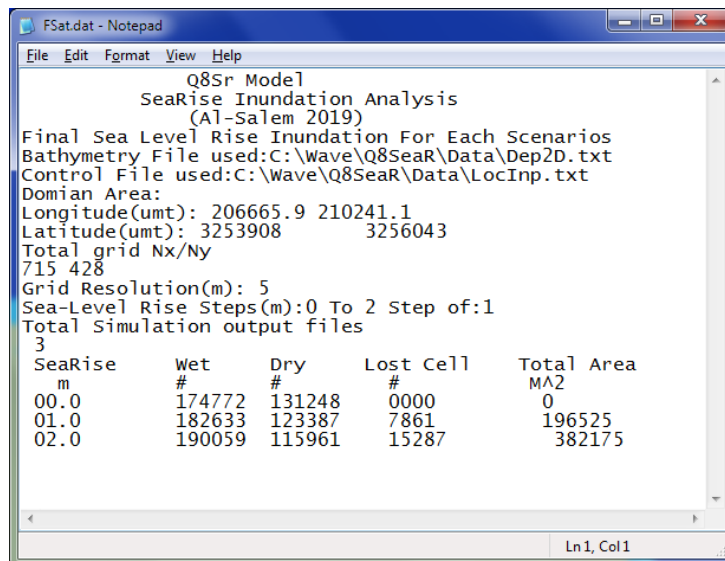 FSat.dat - Notepad
File Edit Format View Help
Q8Sr Model
SeaRise Inundation Analysis
(Al-Salem 2019)
Final Sea Level Rise Inundation For Each Scenarios
Bathymetry File used:C:\Wave\Q8SeaR\Data\Dep2D.txt
Control File used:C:\Wave\Q8SeaR\Data\LocInp.txt
Domian Area:
Longitude(umt): 206665.9 210241.1
Latitude(umt): 3253908 3256043
Total grid Nx/Ny
715 428
Grid Resolution(m): 5
Sea-Level Rise Steps(m):0 To 2 Step of:1
Total Simulation output files
3
SeaRise Wet Dry Lost Cell Total Area
m # # # M^2
00.0 174772 131248 0000 0
01.0 182633 123387 7861 196525
02.0 190059 115961 15287 382175
Ln 1, Col 1